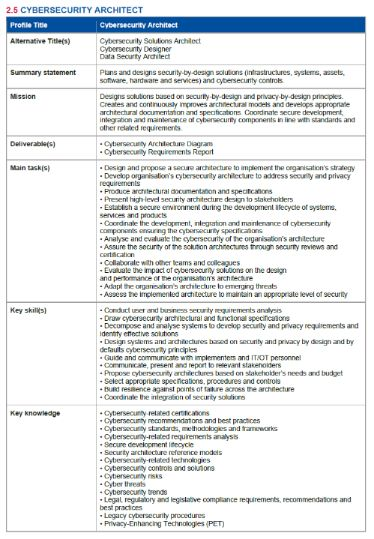 2.5 CYBERSECURITY ARCHITECT
Profile Title Cybersecurity Architect
Alternative Title(s) Cybersecurity Solutions Architect
Cybersecurity Designer
Data Security Architect
Summary statement Plans and designs security-by-design solutions (infrastructures, systems, assets,
software, hardware and services) and cybersecurity controls.
Mission Designs solutions based on security-by-design and privacy-by-design principles.
Creates and continuously improves architectural models and develops appropriate
architectural documentation and specifications. Coordinate secure development,
integration and maintenance of cybersecurity components in line with standards and
other related requirements.
Deliverable(s) • Cybersecurity Architecture Diagram
• Cybersecurity Requirements Report
Main task(s) • Design and propose a secure architecture to implement the organisation's strategy
• Develop organisation's cybersecurity architecture to address security and privacy
requirements
• Produce architectural documentation and specifications
• Present high-level security architecture design to stakeholders
• Establish a secure environment during the development lifecycle of systems,
services and products
• Coordinate the development, integration and maintenance of cybersecurity
components ensuring the cybersecurity specifications
• Analyse and evaluate the cybersecurity of the organisation's architecture
• Assure the security of the solution architectures through security reviews and
certification
• Collaborate with other teams and colleagues
• Evaluate the impact of cybersecurity solutions on the design
and performance of the organisation's architecture
• Adapt the organisation's architecture to emerging threats
• Assess the implemented architecture to maintain an appropriate level of security
Key skill(s) • Conduct user and business security requirements analysis
• Draw cybersecurity architectural and functional specifications
• Decompose and analyse systems to develop security and privacy requirements and
identify effective solutions
• Design systems and architectures based on security and privacy by design and by
defaults cybersecurity principles
• Guide and communicate with implementers and IT/OT personnel
• Communicate, present and report to relevant stakeholders
• Propose cybersecurity architectures based on stakeholder's needs and budget
• Select appropriate specifications, procedures and controls
• Build resilience against points of failure across the architecture
• Coordinate the integration of security solutions
Key knowledge • Cybersecurity-related certifications
• Cybersecurity recommendations and best practices
• Cybersecurity standards, methodologies and frameworks
• Cybersecurity-related requirements analysis
• Secure development lifecycle
• Security architecture reference models
• Cybersecurity-related technologies
• Cybersecurity controls and solutions
• Cybersecurity risks
• Cyber threats
• Cybersecurity trends
• Legal, regulatory and legislative compliance requirements, recommendations and
best practices
• Legacy cybersecurity procedures
• Privacy-Enhancing Technologies (PET)